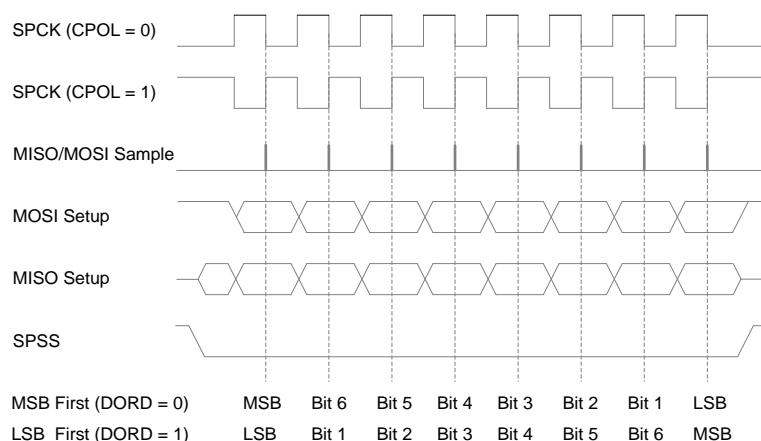 SPCK (CPOL = 0)
SPCK (CPOL = 1)
MISO/MOSI Sample
MOSI Setup
MISO Setup
SPSS
MSB First (DORD = 0) MSB Bit 6 Bit 5 Bit 4 Bit 3 Bit 2 Bit 1 LSB
LSB First (DORD = 1) LSB Bit 1 Bit 2 Bit 3 Bit 4 Bit 5 Bit 6 MSB